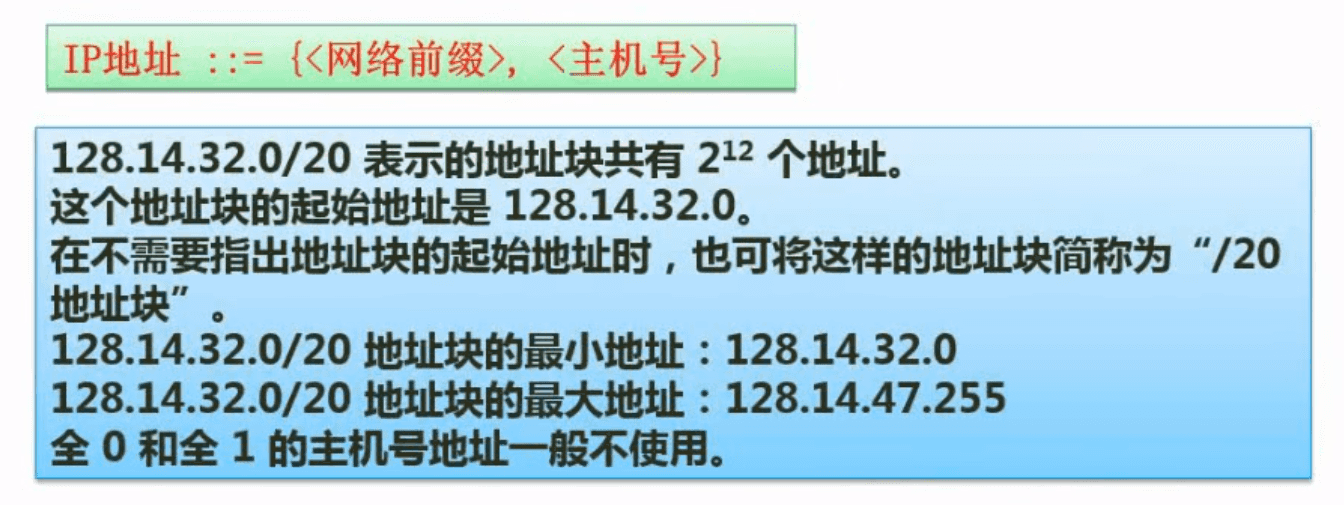 IP地址 ::= {<网络前缀>, <主机号>}
128.14.32.0/20 表示的地址块共有 2¹² 个地址。
这个地址块的起始地址是 128.14.32.0。
在不需要指出地址块的起始地址时，也可将这样的地址块简称为“/20
地址块”。
128.14.32.0/20 地址块的最小地址：128.14.32.0
128.14.32.0/20 地址块的最大地址：128.14.47.255
全 0 和全 1 的主机号地址一般不使用。